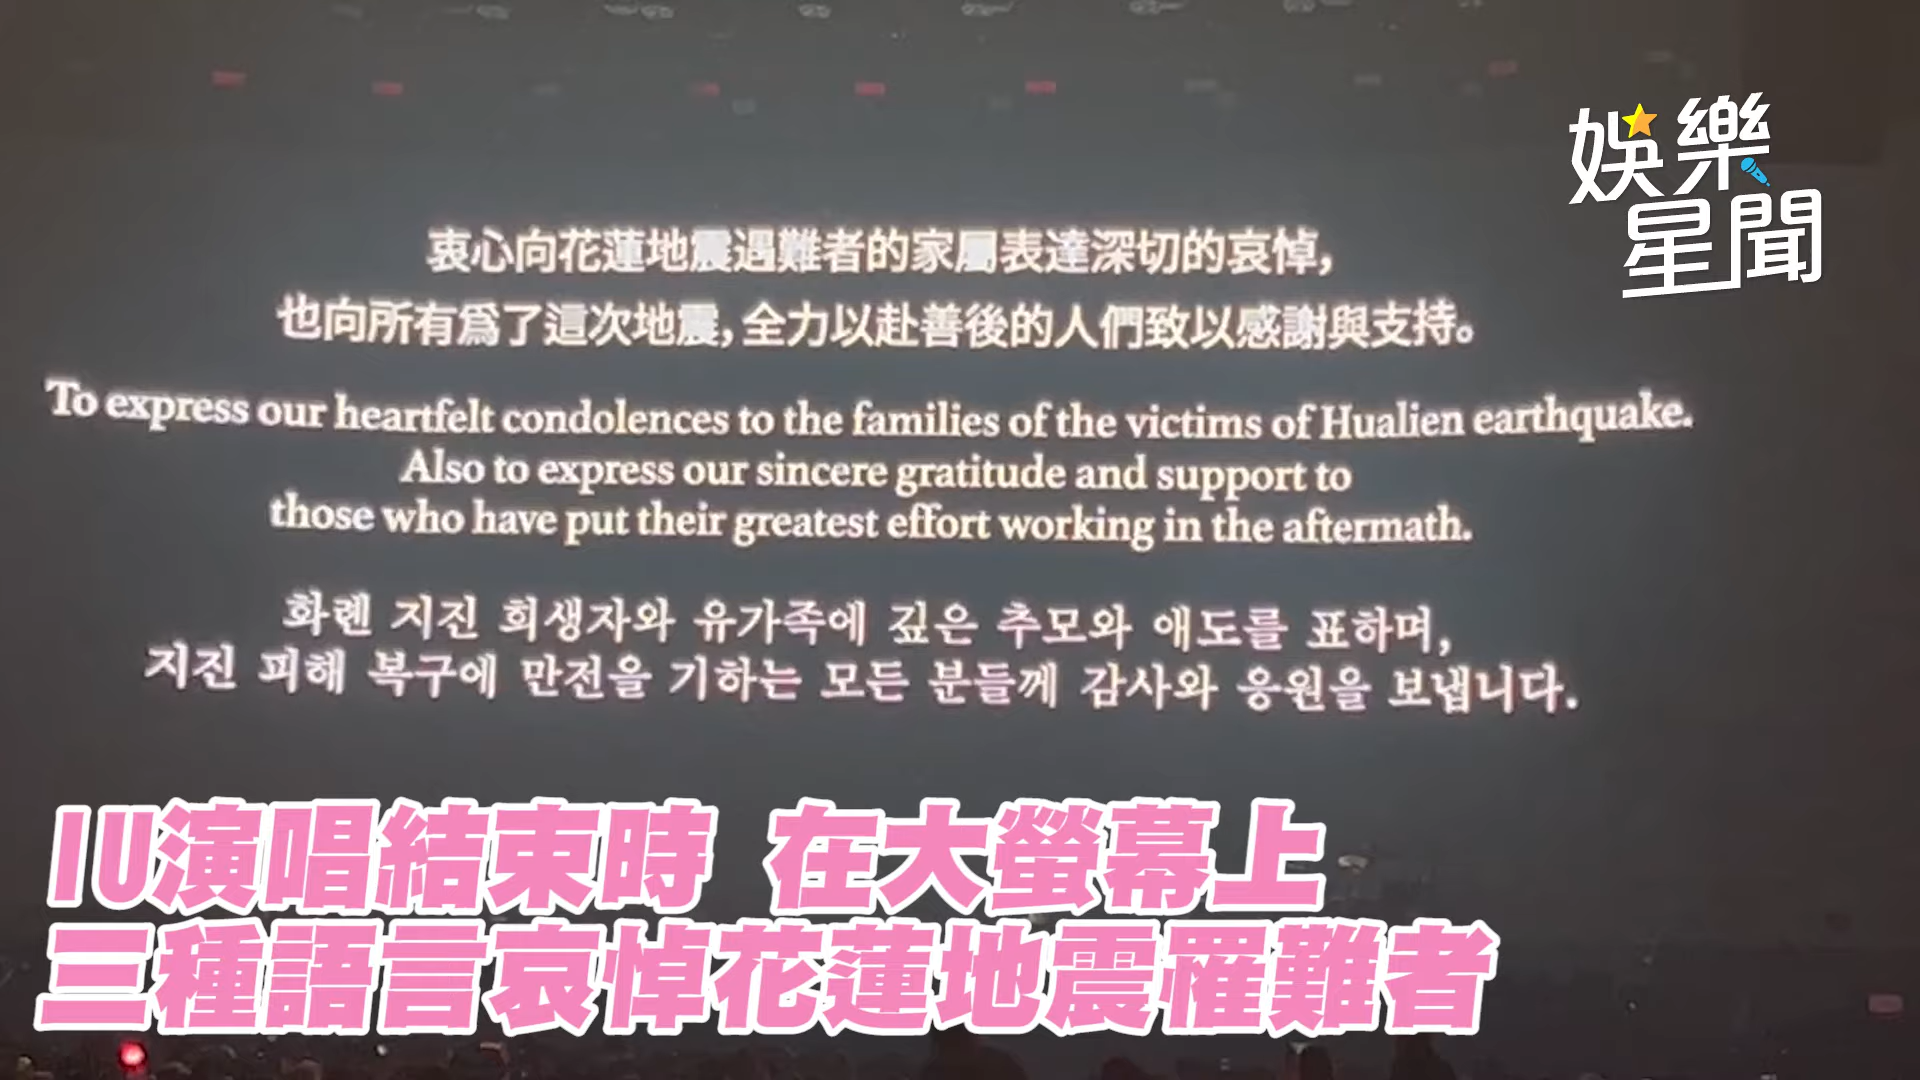 娛樂
星聞
衷心向花蓮地震遇難者的家屬表達深切的哀悼,
也向所有爲了這次地震,全力以赴善後的人們致以感謝與支持。
To express our heartfelt condolences to the families of the victims of Hualien earthquake.
Also to express our sincere gratitude and support to
those who have put their greatest effort working in the aftermath.
화롄 지진 희생자와 유가족에 깊은 추모와 애도를 표하며,
지진 피해 복구에 만전을 기하는 모든 분들께 감사와 응원을 보냅니다.
IU演唱結束時 在大螢幕上
三種語言哀悼花蓮地震罹難者